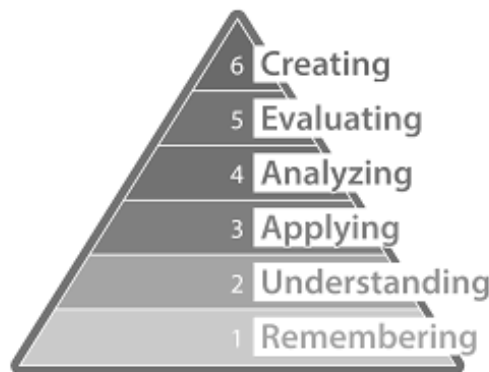 6 Creating
5 Evaluating
4 Analyzing
3 Applying
2 Understanding
1 Remembering